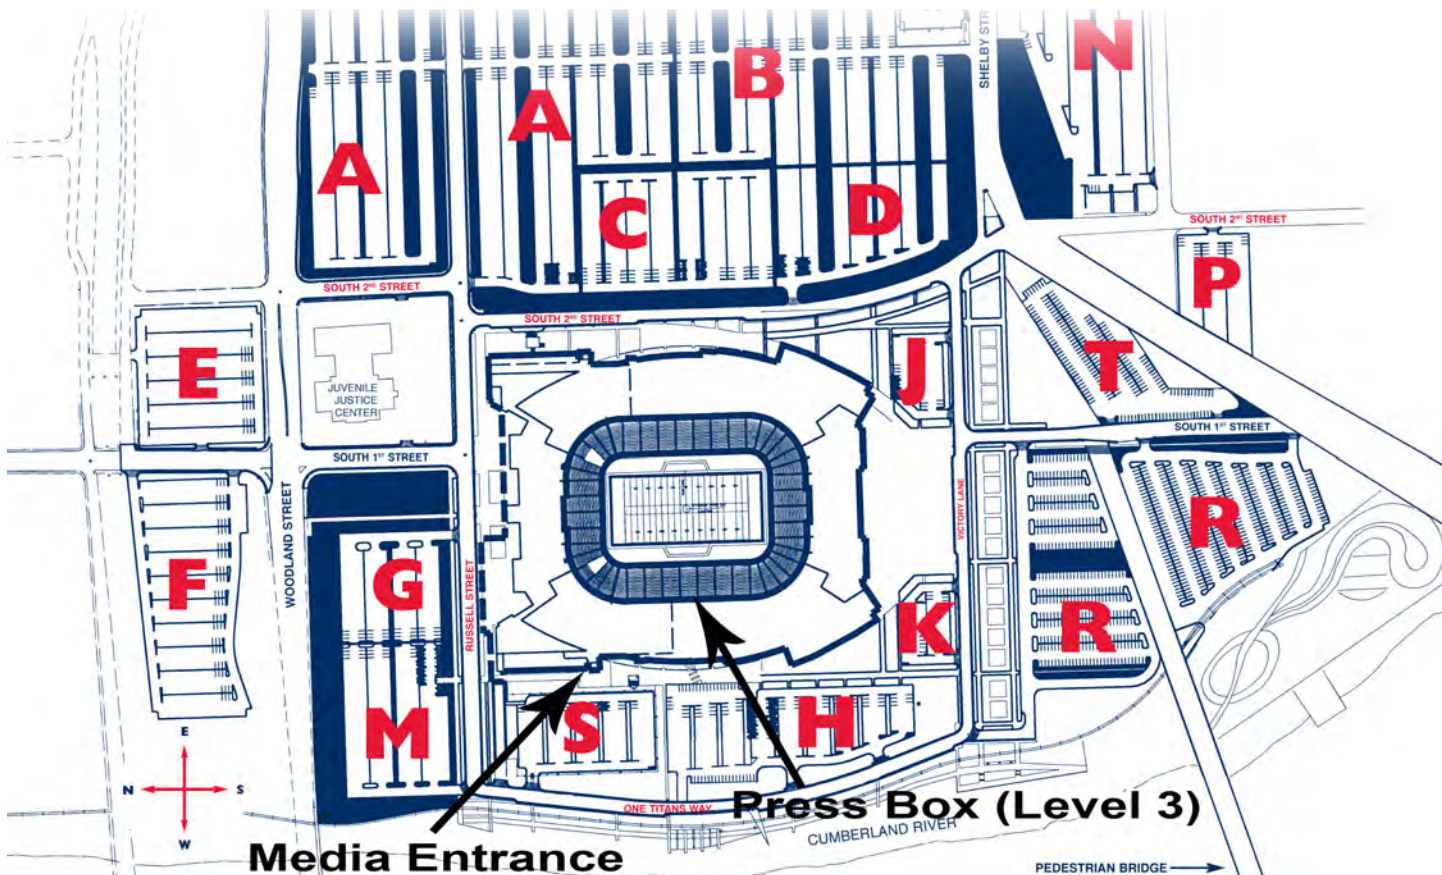 N
SHELBY STR
B
A
A
C
D
SOUTH 2ND STREET
P
SOUTH 2ND STREET
SOUTH 2ND STREET
E
JUVENILE
JUSTICE
CENTER
J
T
SOUTH 1ST STREET
SOUTH 1ST STREET
WOODLAND STREET
F
G
RUSSELL STREET
VICTORY LANE
R
R
K
M
S
H
E
N
S
W
ONE TITANS WAY
Press Box (Level 3)
CUMBERLAND RIVER
Media Entrance
PEDESTRIAN BRIDGE